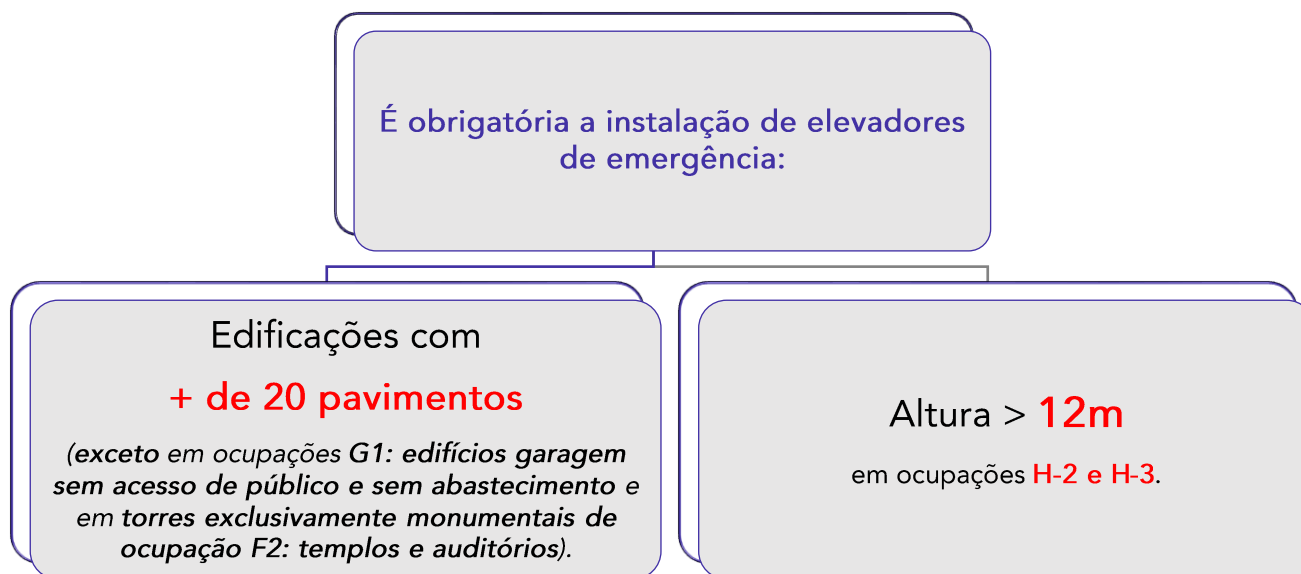 É obrigatória a instalação de elevadores
de emergência:
Edificações com
+ de 20 pavimentos
(exceto em ocupações G1: edifícios garagem
sem acesso de público e sem abastecimento e
em torres exclusivamente monumentais de
ocupação F2: templos e auditórios).
Altura > 12m
em ocupações H-2 e H-3.